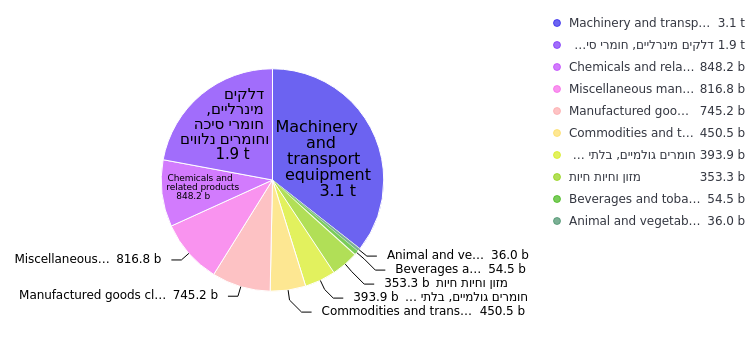 דלקים
מינרליים,
חומרי סיכה
וחומרים נלווים
1.9 t
Machinery
and
transport
equipment
3.1 t
Chemicals and
related products
848.2 b
Miscellaneous… 816.8 b
Manufactured goods cl… 745.2 b
Animal and ve… 36.0 b
Beverages a… 54.5 b
מזון וחיות חיות 353.3 b
חומרים גולמיים, בלתי … 393.9 b
Commodities and trans… 450.5 b
Machinery and transp… 3.1 t
דלקים מינרליים, חומרי סי… 1.9 t
Chemicals and rela… 848.2 b
Miscellaneous man… 816.8 b
Manufactured goo… 745.2 b
Commodities and t… 450.5 b
חומרים גולמיים, בלתי … 393.9 b
מזון וחיות חיות 353.3 b
Beverages and toba… 54.5 b
Animal and vegetab… 36.0 b